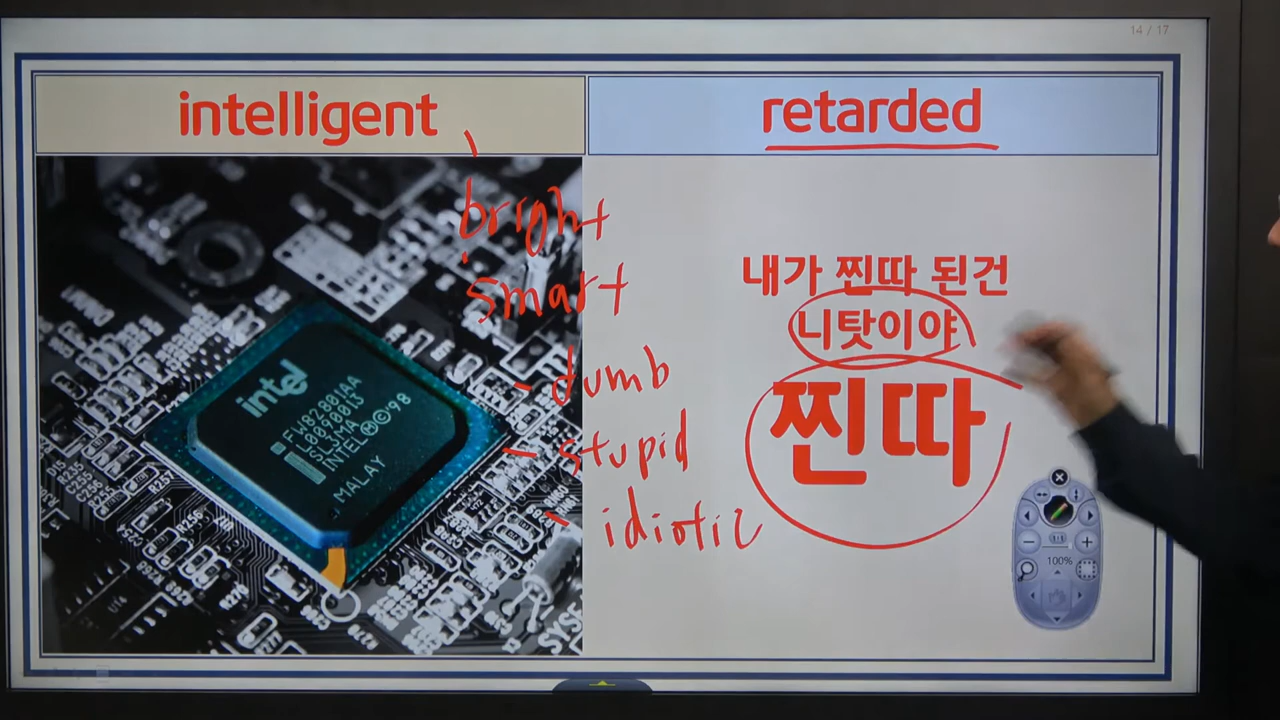 14 / 17
intelligent
retarded
bright
smart
dumb
stupid
idiotic
내가 찐따 된건
니탓이야
찐따
intel
FW82801AA
L0890013
SL3MA
INTEL Ⓜ © '98
MALAY
100%